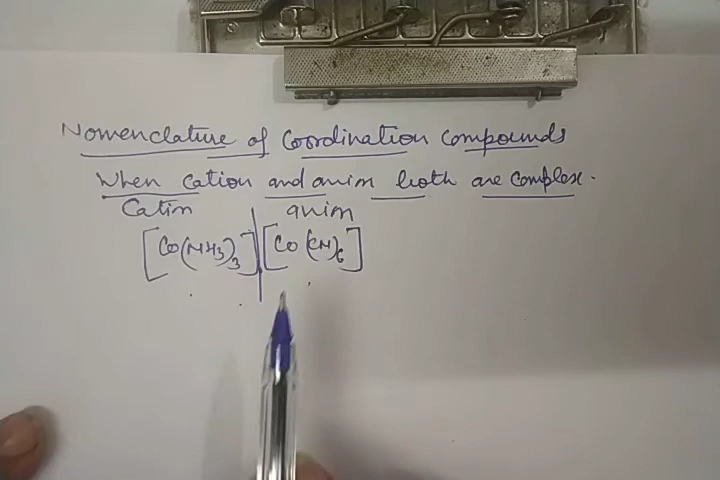 Nomenclature of Coordination Compounds
When cation and anion both are complex.
Cation anion
[Co(NH3)3] [Co(CN)6]